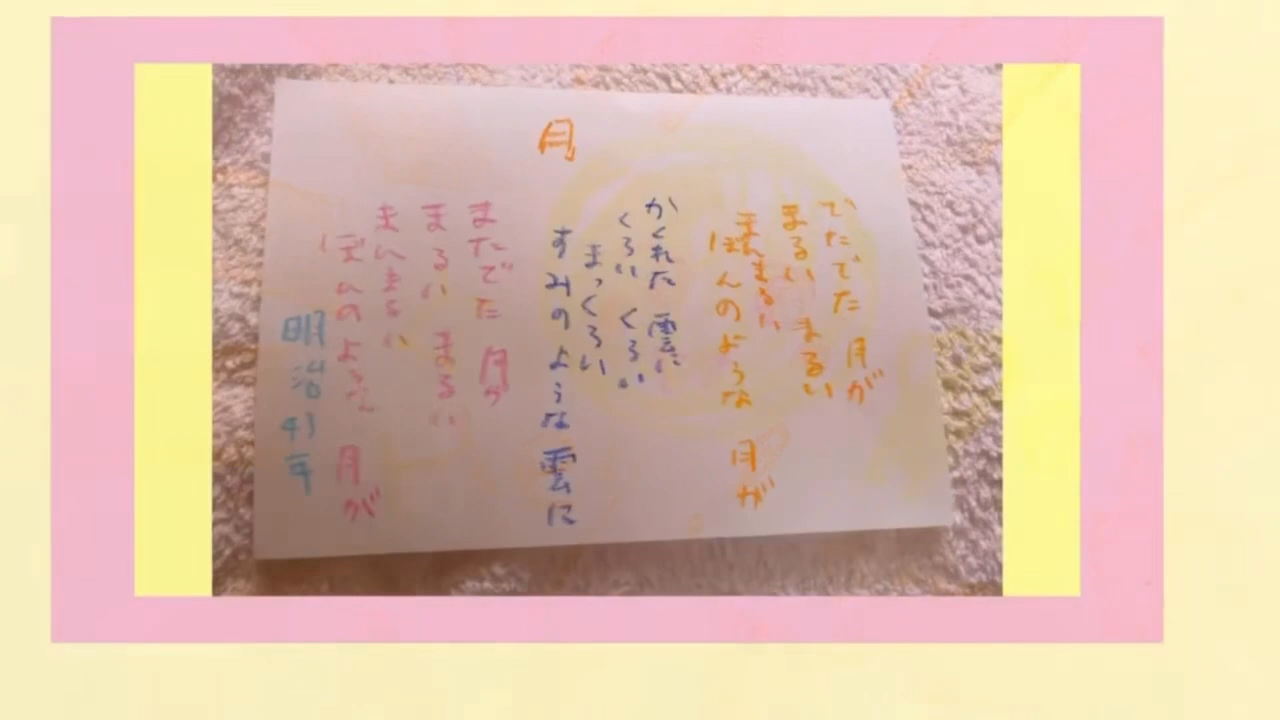 月
でたでた 月が
まるい まるい
まんまるい
ぼんのような 月が
かくれた 雲に
くろい くろい
まっくろい
すみのような 雲に
またでた 月が
まるい まるい
まんまるい
ぼんのような 月が
明治41年